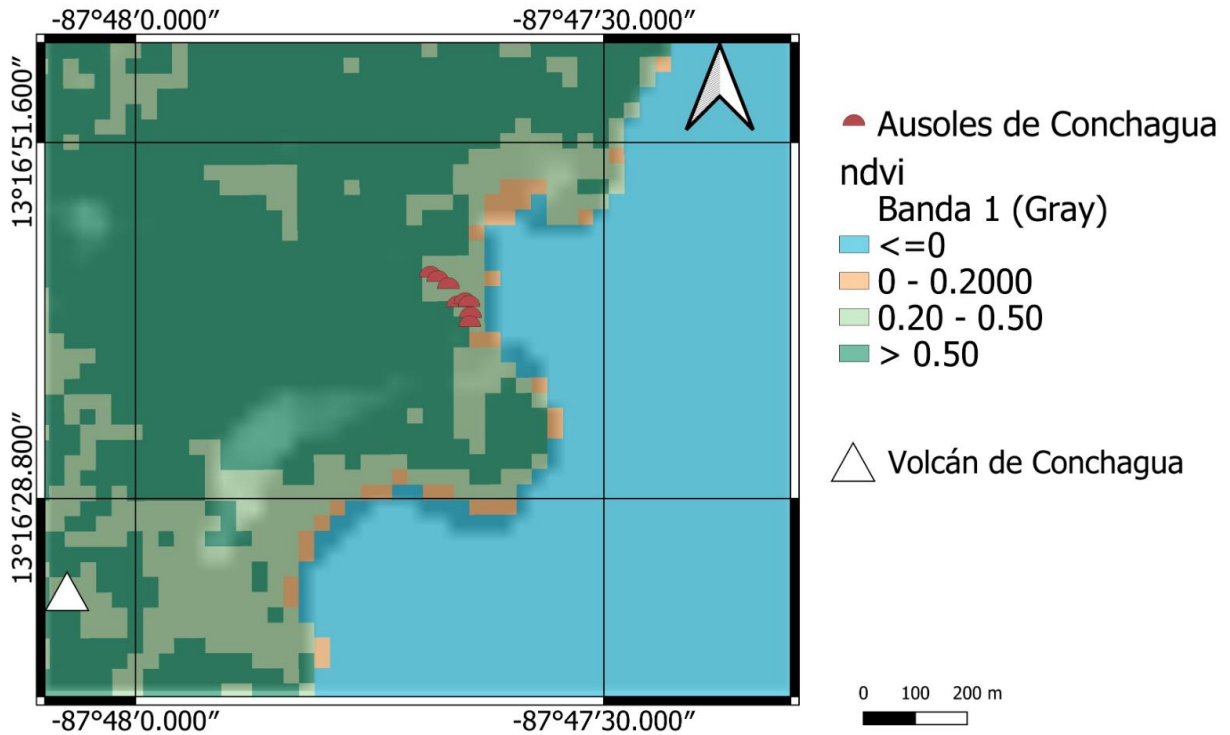 -87°48′0.000″ -87°47′30.000″
13°16′51.600″
13°16′28.800″
-87°48′0.000″ -87°47′30.000″
Ausoles de Conchagua
ndvi
Banda 1 (Gray)
<=0
0 - 0.2000
0.20 - 0.50
> 0.50
Volcán de Conchagua
0 100 200 m